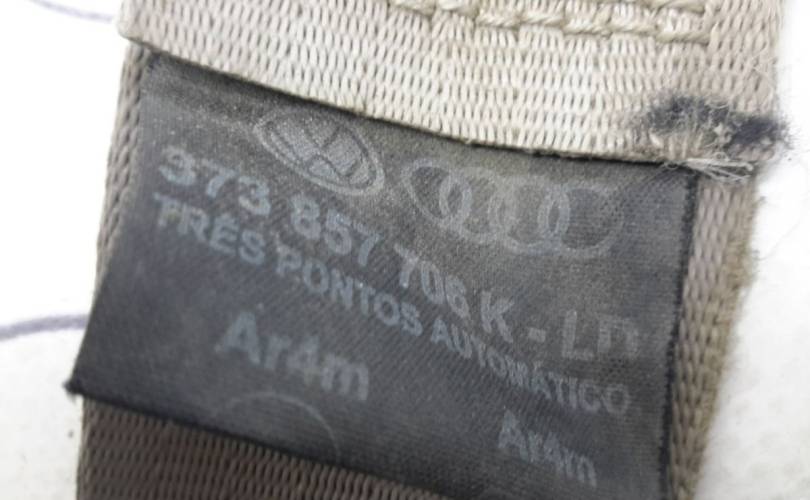 373 857 706 K - LD
TRÊS PONTOS AUTOMÁTICO
Ar4m
Ar4m